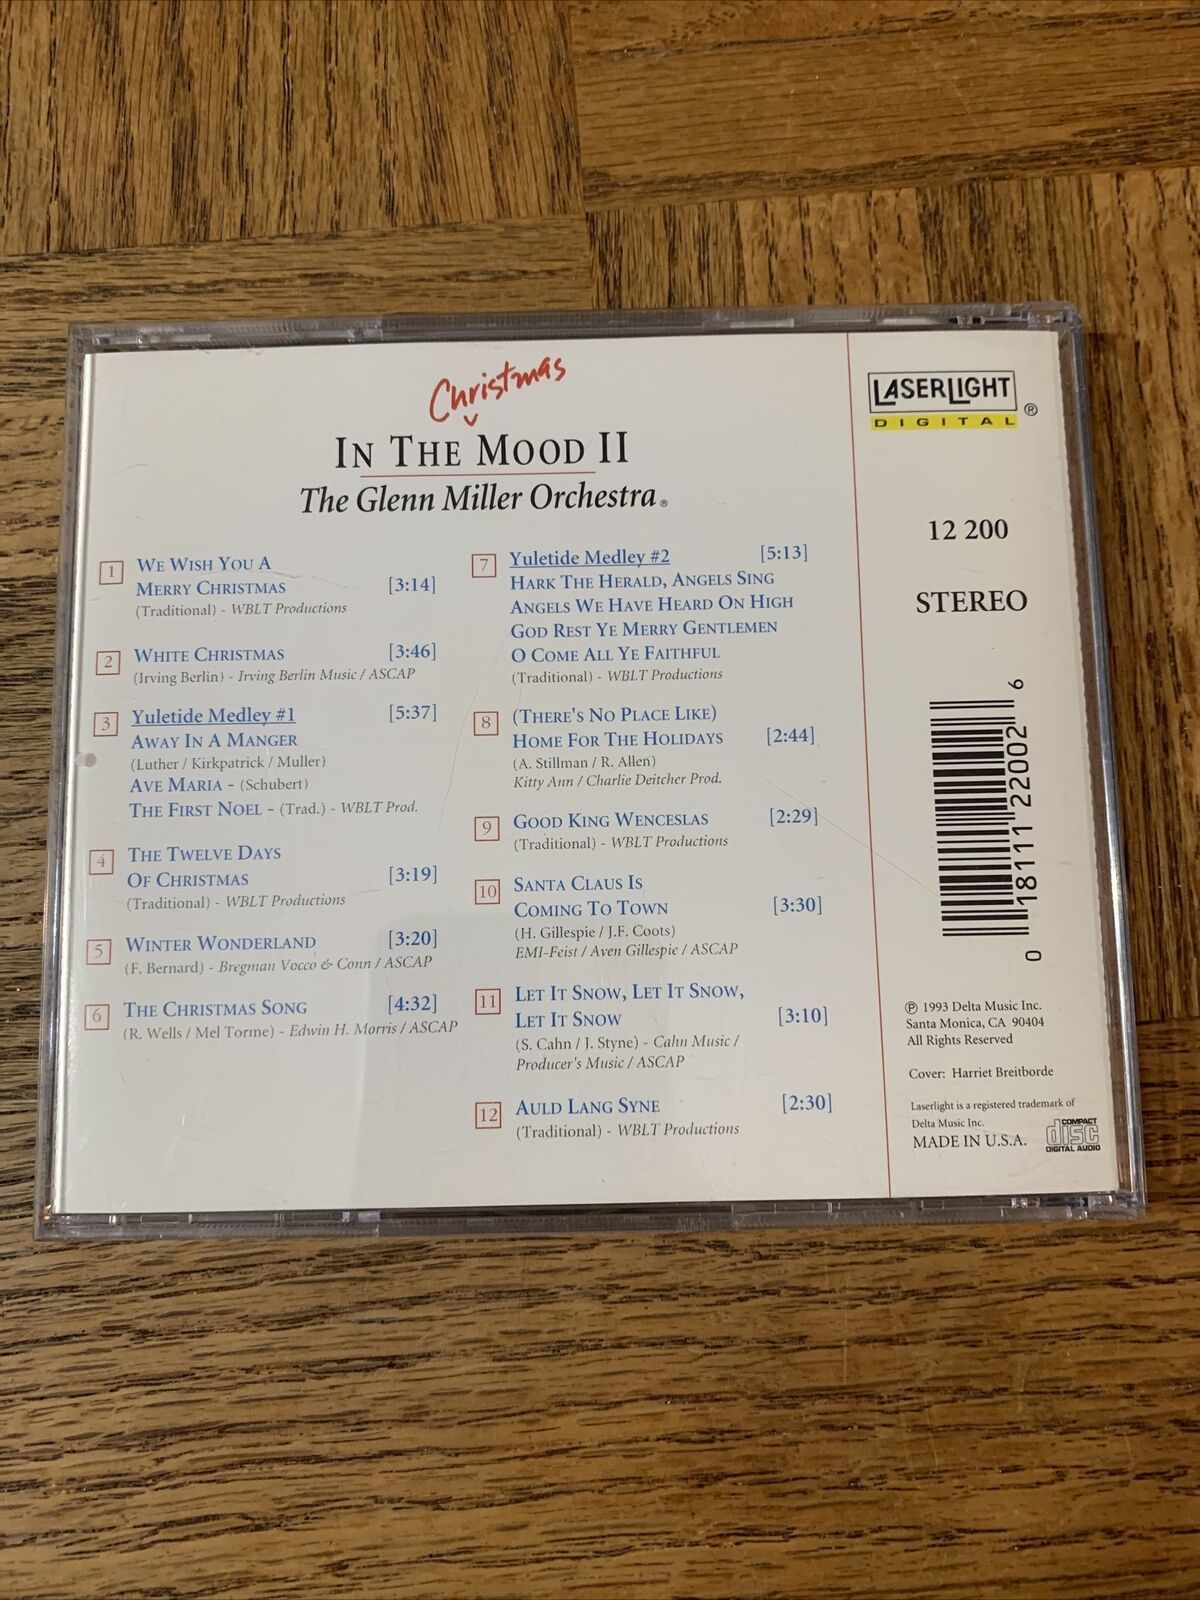 Christmas
IN THE MOOD II
The Glenn Miller Orchestra®
1 WE WISH YOU A
MERRY CHRISTMAS [3:14]
(Traditional) - WBLT Productions
2 WHITE CHRISTMAS [3:46]
(Irving Berlin) - Irving Berlin Music / ASCAP
3 Yuletide Medley #1 [5:37]
AWAY IN A MANGER
(Luther / Kirkpatrick / Muller)
AVE MARIA - (Schubert)
THE FIRST NOEL - (Trad.) - WBLT Prod.
4 THE TWELVE DAYS
OF CHRISTMAS [3:19]
(Traditional) - WBLT Productions
5 WINTER WONDERLAND [3:20]
(F. Bernard) - Bregman Vocco & Conn / ASCAP
6 THE CHRISTMAS SONG [4:32]
(R. Wells / Mel Torme) - Edwin H. Morris / ASCAP
7 Yuletide Medley #2 [5:13]
HARK THE HERALD, ANGELS SING
ANGELS WE HAVE HEARD ON HIGH
GOD REST YE MERRY GENTLEMEN
O COME ALL YE FAITHFUL
(Traditional) - WBLT Productions
8 (THERE'S NO PLACE LIKE)
HOME FOR THE HOLIDAYS [2:44]
(A. Stillman / R. Allen)
Kitty Ann / Charlie Deitcher Prod.
9 GOOD KING WENCESLAS [2:29]
(Traditional) - WBLT Productions
10 SANTA CLAUS IS
COMING TO TOWN [3:30]
(H. Gillespie / J.F. Coots)
EMI-Feist / Aven Gillespie / ASCAP
11 LET IT SNOW, LET IT SNOW,
LET IT SNOW [3:10]
(S. Cahn / J. Styne) - Cahn Music /
Producer's Music / ASCAP
12 AULD LANG SYNE [2:30]
(Traditional) - WBLT Productions
LASERLIGHT ®
DIGITAL
12 200
STEREO
0 18111 22002 6
℗ 1993 Delta Music Inc.
Santa Monica, CA 90404
All Rights Reserved
Cover: Harriet Breitborde
Laserlight is a registered trademark of
Delta Music Inc.
MADE IN U.S.A.
COMPACT
disc
DIGITAL AUDIO